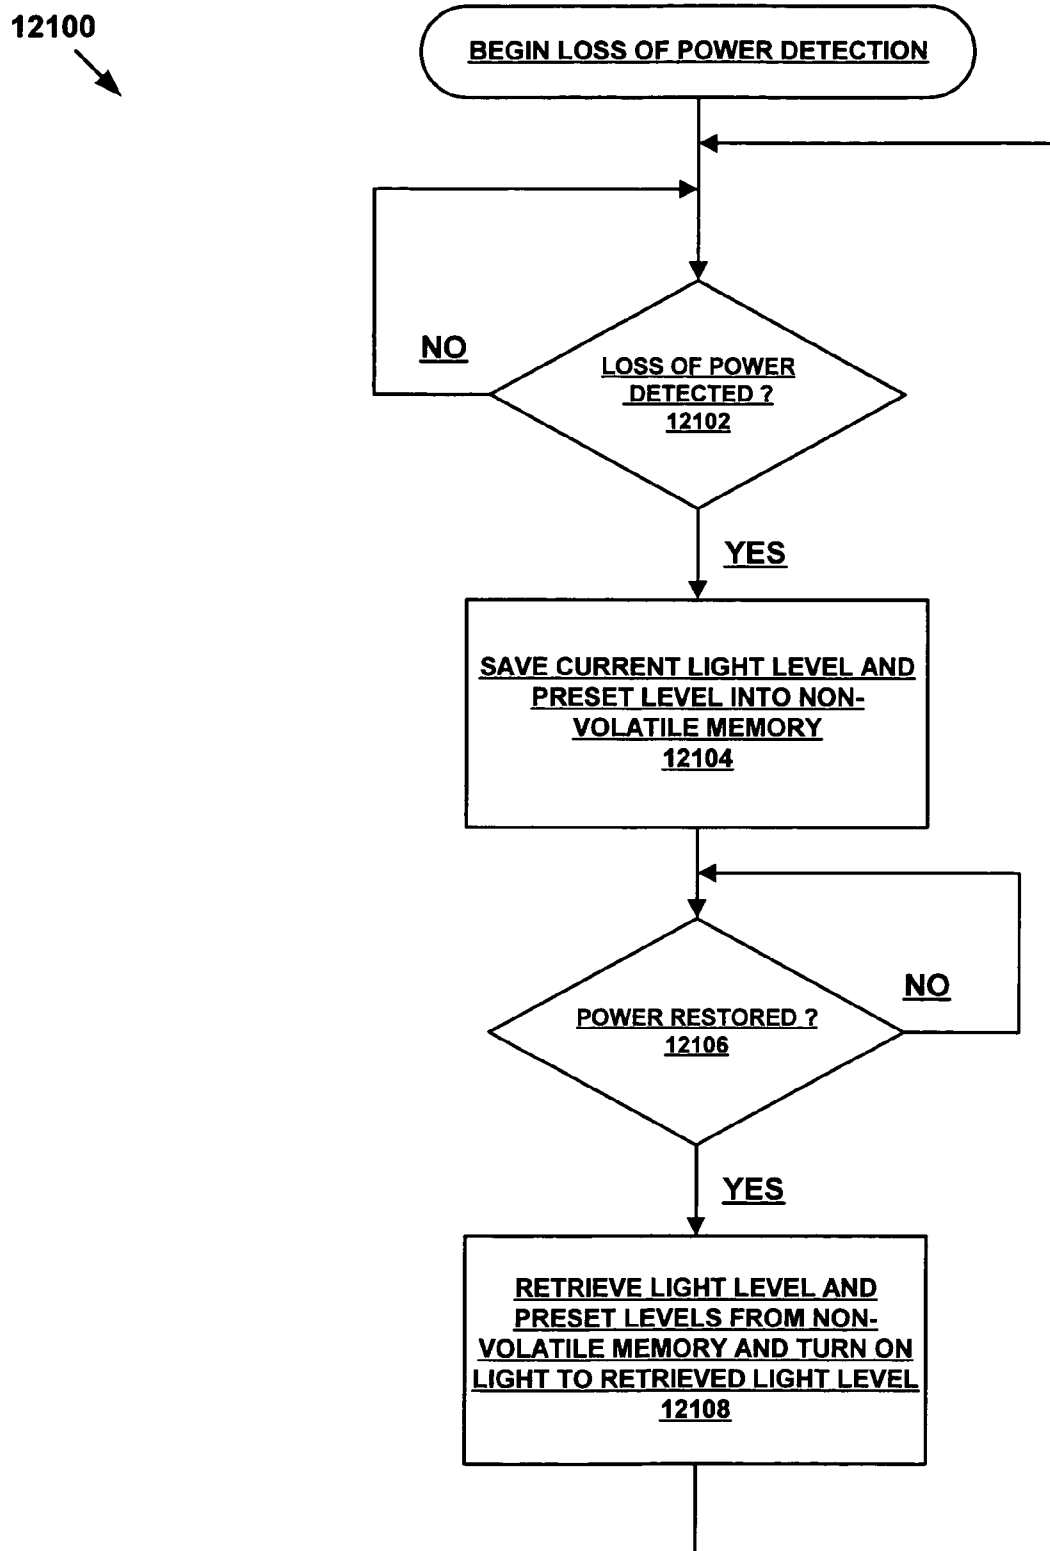 12100
BEGIN LOSS OF POWER DETECTION
NO
LOSS OF POWER
DETECTED ?
12102
YES
SAVE CURRENT LIGHT LEVEL AND
PRESET LEVEL INTO NON-
VOLATILE MEMORY
12104
NO
POWER RESTORED ?
12106
YES
RETRIEVE LIGHT LEVEL AND
PRESET LEVELS FROM NON-
VOLATILE MEMORY AND TURN ON
LIGHT TO RETRIEVED LIGHT LEVEL
12108